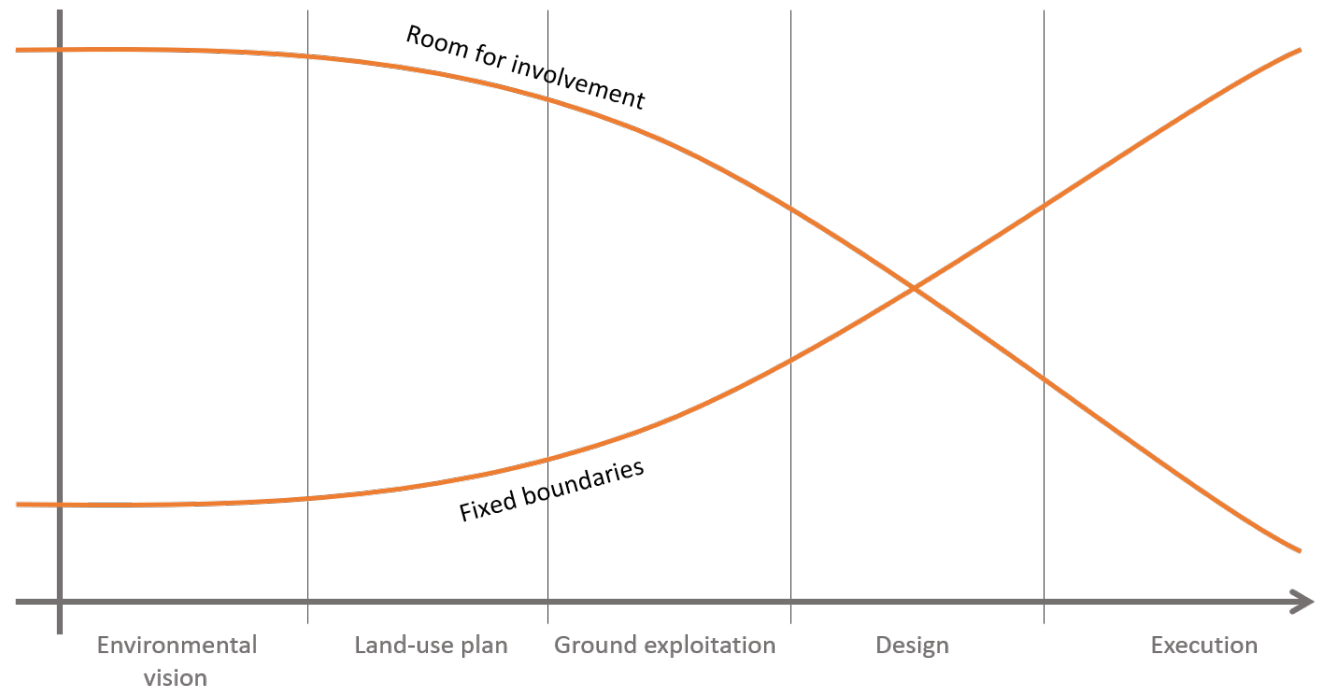 Room for involvement
Fixed boundaries
Environmental
vision
Land-use plan
Ground exploitation
Design
Execution